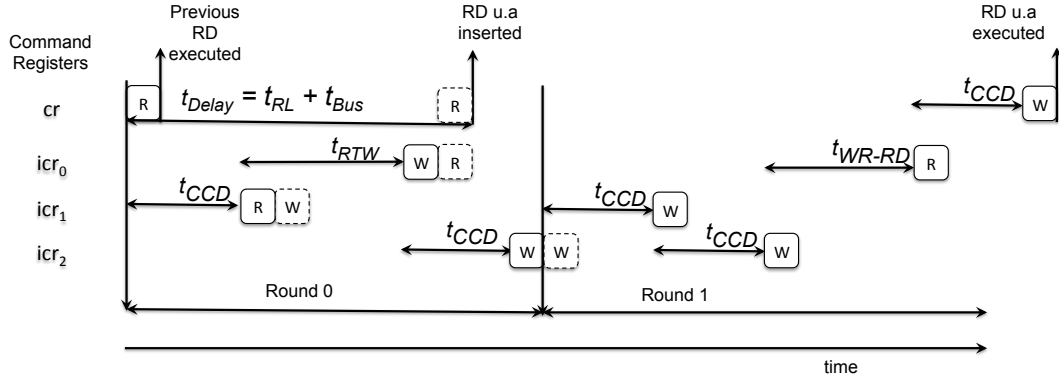 Previous
RD
executed
RD u.a
inserted
RD u.a
executed
Command
Registers
cr
R
tDelay = tRL + tBus
R
tCCD
W
icr0
tRTW
W
R
tWR-RD
R
icr1
tCCD
R
W
tCCD
W
icr2
tCCD
W
W
tCCD
W
Round 0
Round 1
time